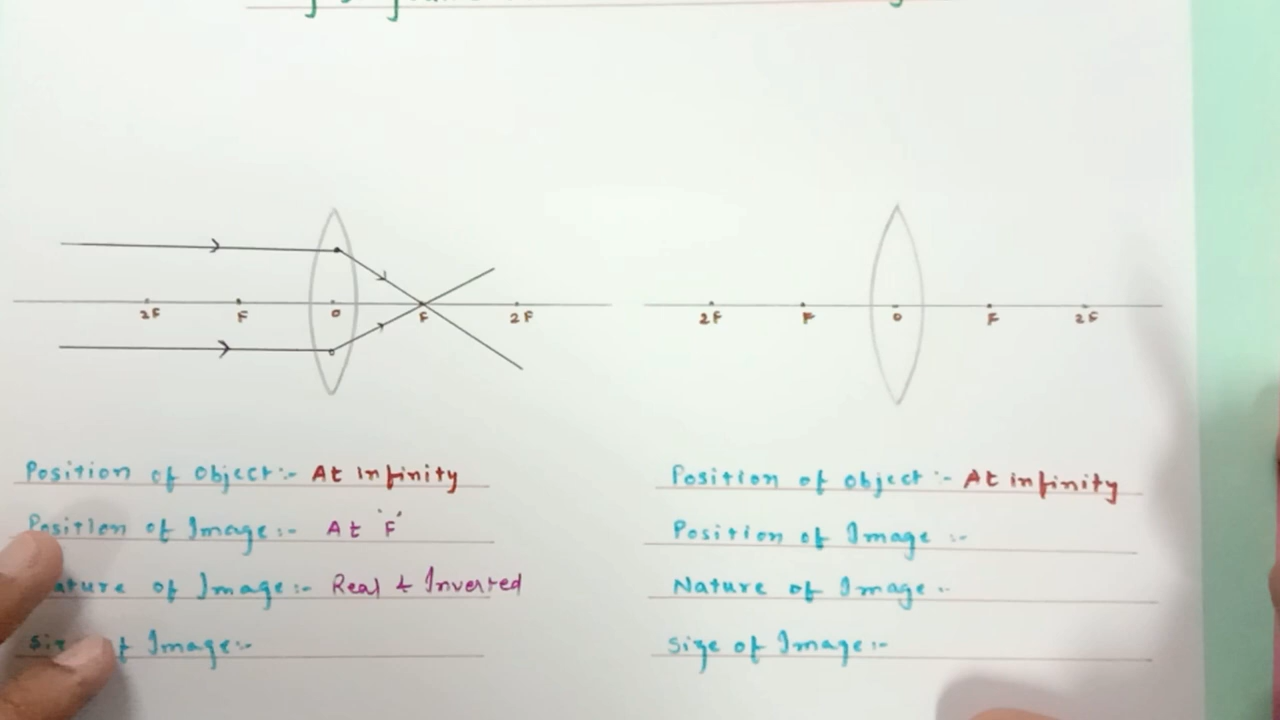 2F F O F 2F
2F F O F 2F
Position of Object:- At Infinity
Position of Image:- At 'F'
Nature of Image:- Real & Inverted
Image:-
Position of object :- At infinity
Position of Image :-
Nature of Image :-
Size of Image :-